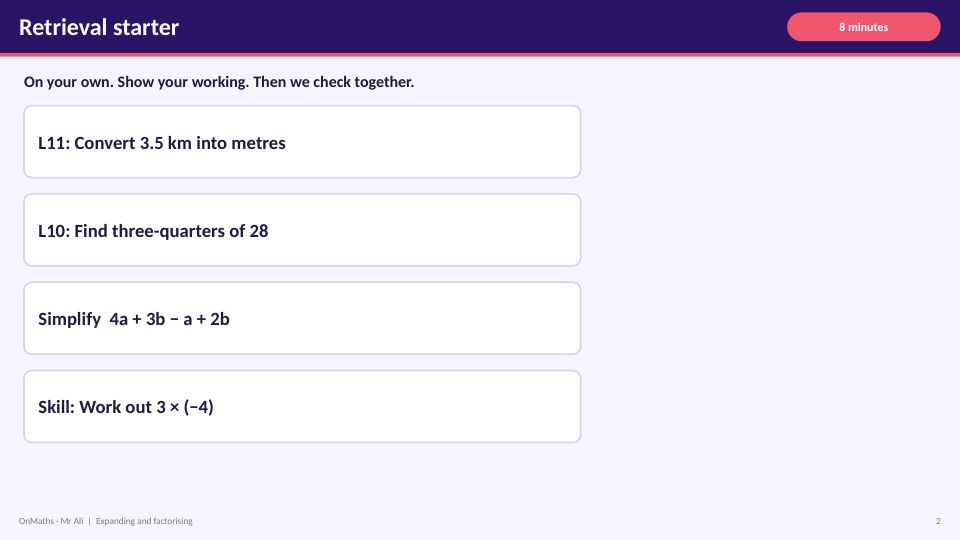 Retrieval starter
8 minutes
On your own. Show your working. Then we check together.
L11: Convert 3.5 km into metres
L10: Find three-quarters of 28
Simplify  4a + 3b − a + 2b
Skill: Work out 3 × (−4)
OnMaths · Mr Ali  |  Expanding and factorising
2